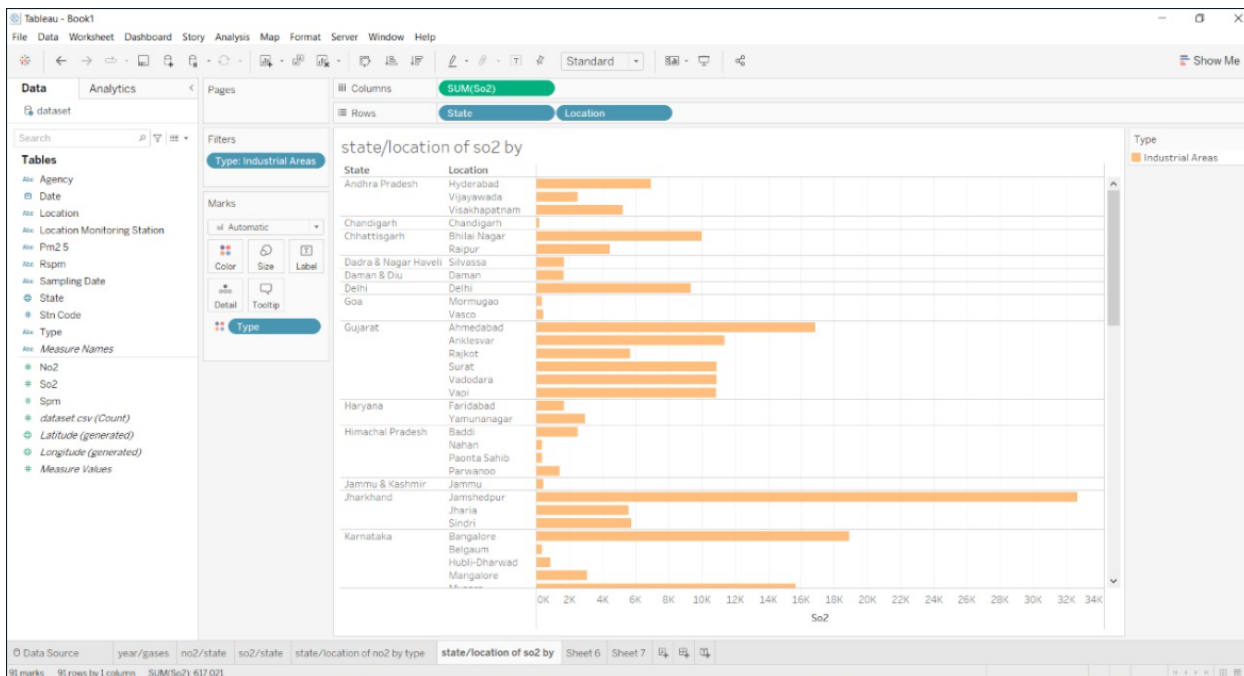 Tableau - Book1
File Data Worksheet Dashboard Story Analysis Map Format Server Window Help
Standard
Show Me
Data Analytics
dataset
Search
Tables
Abc Agency
Date
Abc Location
Abc Location Monitoring Station
Abc Pm2 5
Abc Rspm
Abc Sampling Date
State
# Stn Code
Abc Type
Abc Measure Names
# No2
# So2
# Spm
# dataset csv (Count)
Latitude (generated)
Longitude (generated)
# Measure Values
Pages
Filters
Type: Industrial Areas
Marks
Automatic
Color Size Label
Detail Tooltip
Type
Columns SUM(So2)
Rows State Location
state/location of so2 by
State Location
Andhra Pradesh Hyderabad
Vijayawada
Visakhapatnam
Chandigarh Chandigarh
Chhattisgarh Bhilai Nagar
Raipur
Dadra & Nagar Haveli Silvassa
Daman & Diu Daman
Delhi Delhi
Goa Mormugao
Vasco
Gujarat Ahmedabad
Anklesvar
Rajkot
Surat
Vadodara
Vapi
Haryana Faridabad
Yamunanagar
Himachal Pradesh Baddi
Nahan
Paonta Sahib
Parwanoo
Jammu & Kashmir Jammu
Jharkhand Jamshedpur
Jharia
Sindri
Karnataka Bangalore
Belgaum
Hubli-Dharwad
Mangalore
0K 2K 4K 6K 8K 10K 12K 14K 16K 18K 20K 22K 24K 26K 28K 30K 32K 34K
So2
Type
Industrial Areas
Data Source year/gases no2/state so2/state state/location of no2 by type state/location of so2 by Sheet 6 Sheet 7
91 marks 91 rows by 1 column SUM(So2): 617,021